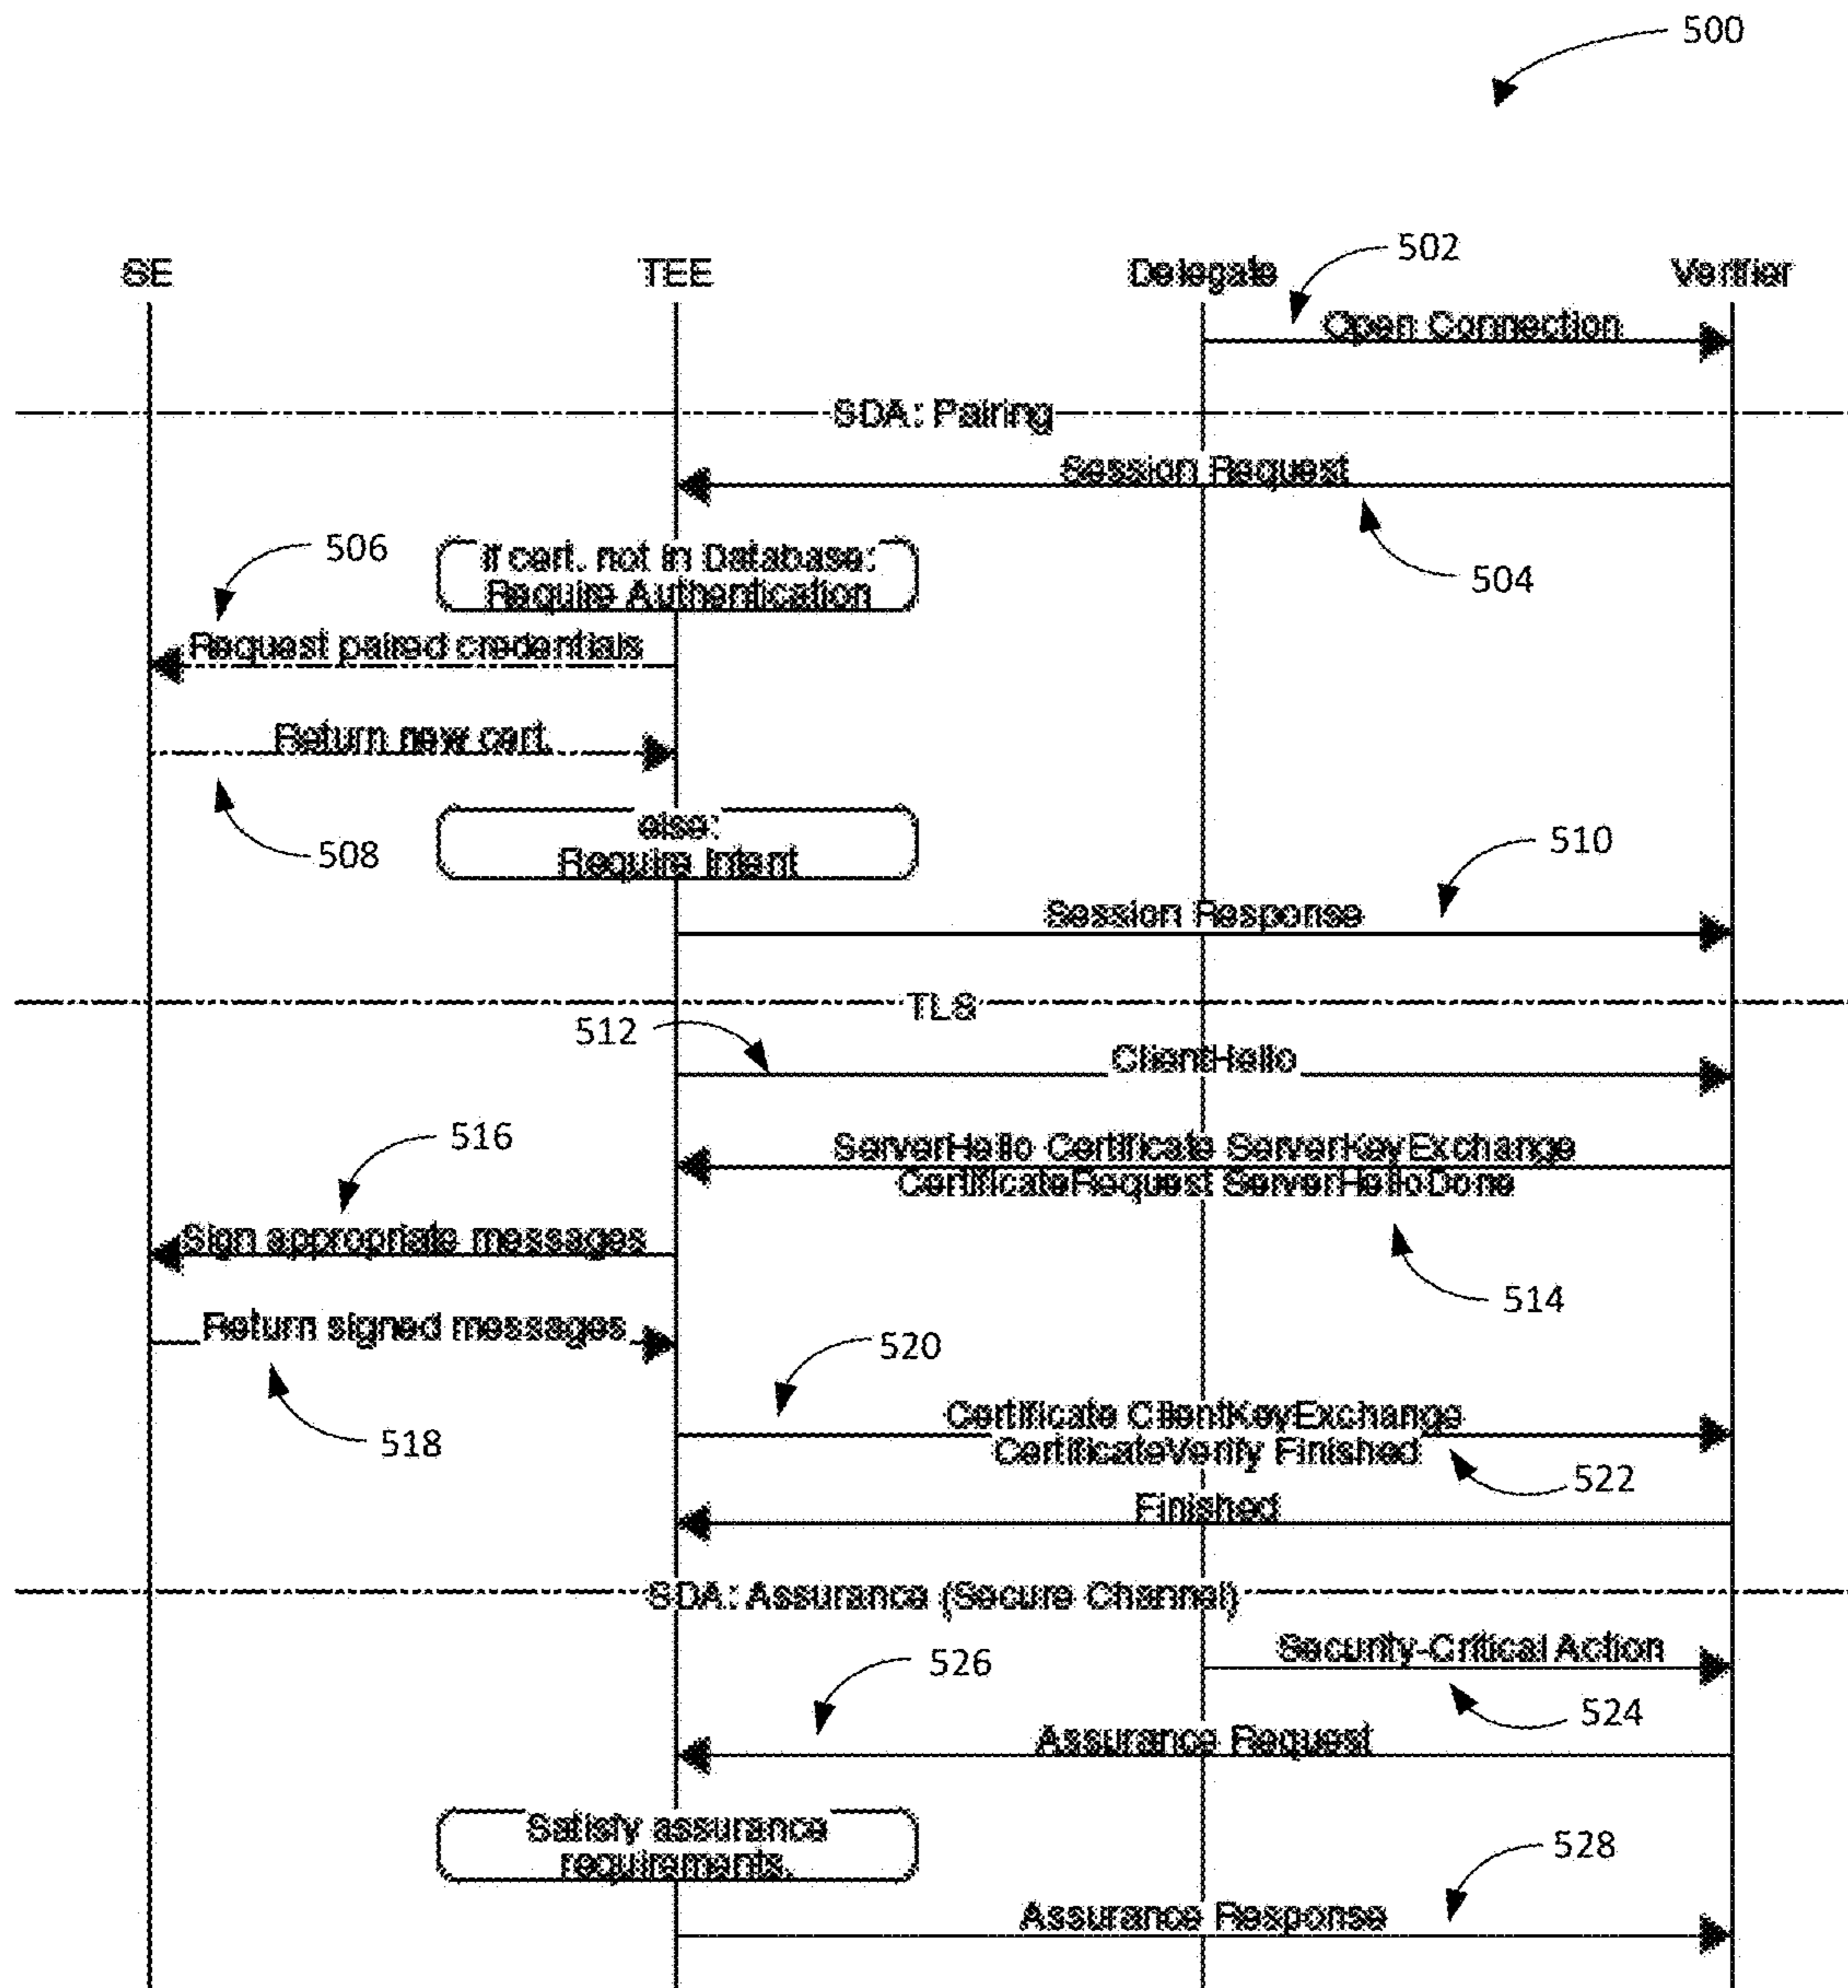 500
SE TEE Delegate Verifier
502
Open Connection
SDA: Pairing
Session Request
504
If cert. not in Database:
Require Authentication
506
Request paired credentials
Return new cert.
508
else:
Require Intent
510
Session Response
TLS
512
ClientHello
ServerHello Certificate ServerKeyExchange
CertificateRequest ServerHelloDone
514
516
Sign appropriate messages
Return signed messages
518
520
Certificate ClientKeyExchange
CertificateVerify Finished
522
Finished
SDA: Assurance (Secure Channel)
Security-Critical Action
524
526
Assurance Request
Satisfy assurance
requirements.
528
Assurance Response